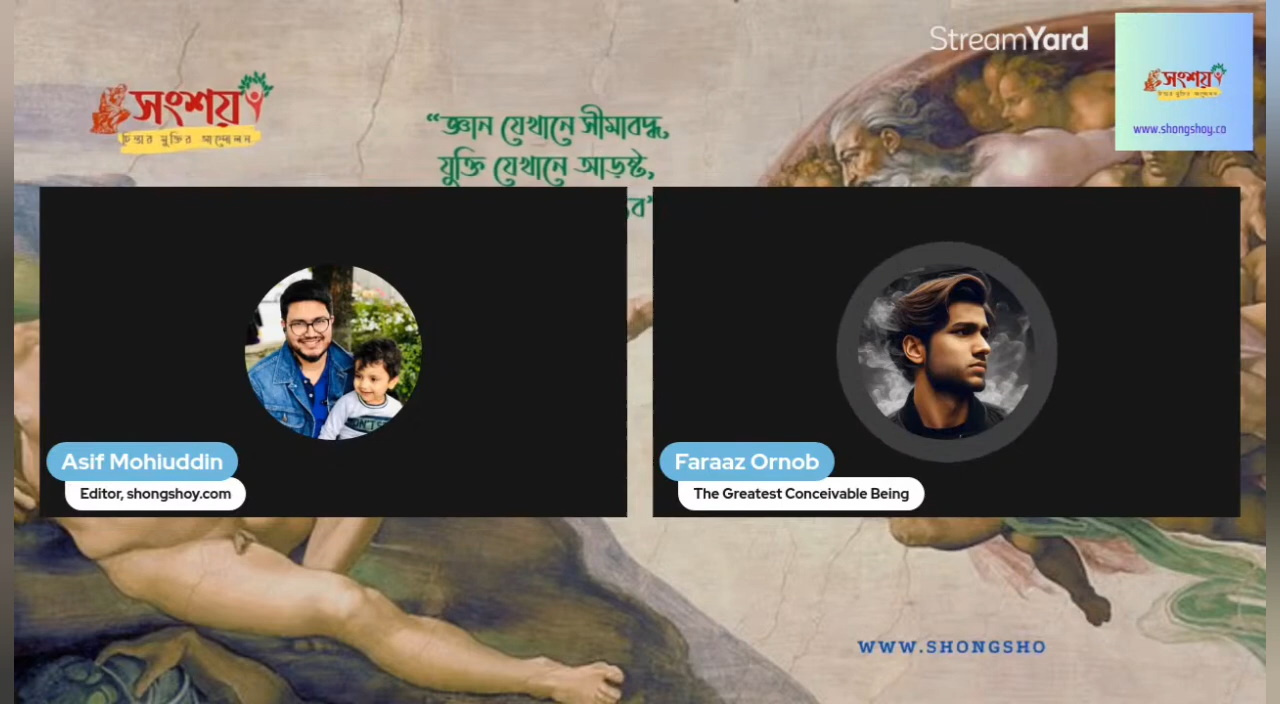 StreamYard
সংশয়
চিন্তার মুক্তির আন্দোলন
“জ্ঞান যেখানে সীমাবদ্ধ,
যুক্তি যেখানে আড়ষ্ট,
সংশয়
চিন্তার মুক্তির আন্দোলন
www.shongshoy.co
Asif Mohiuddin
Editor, shongshoy.com
Faraaz Ornob
The Greatest Conceivable Being
WWW.SHONGSHO